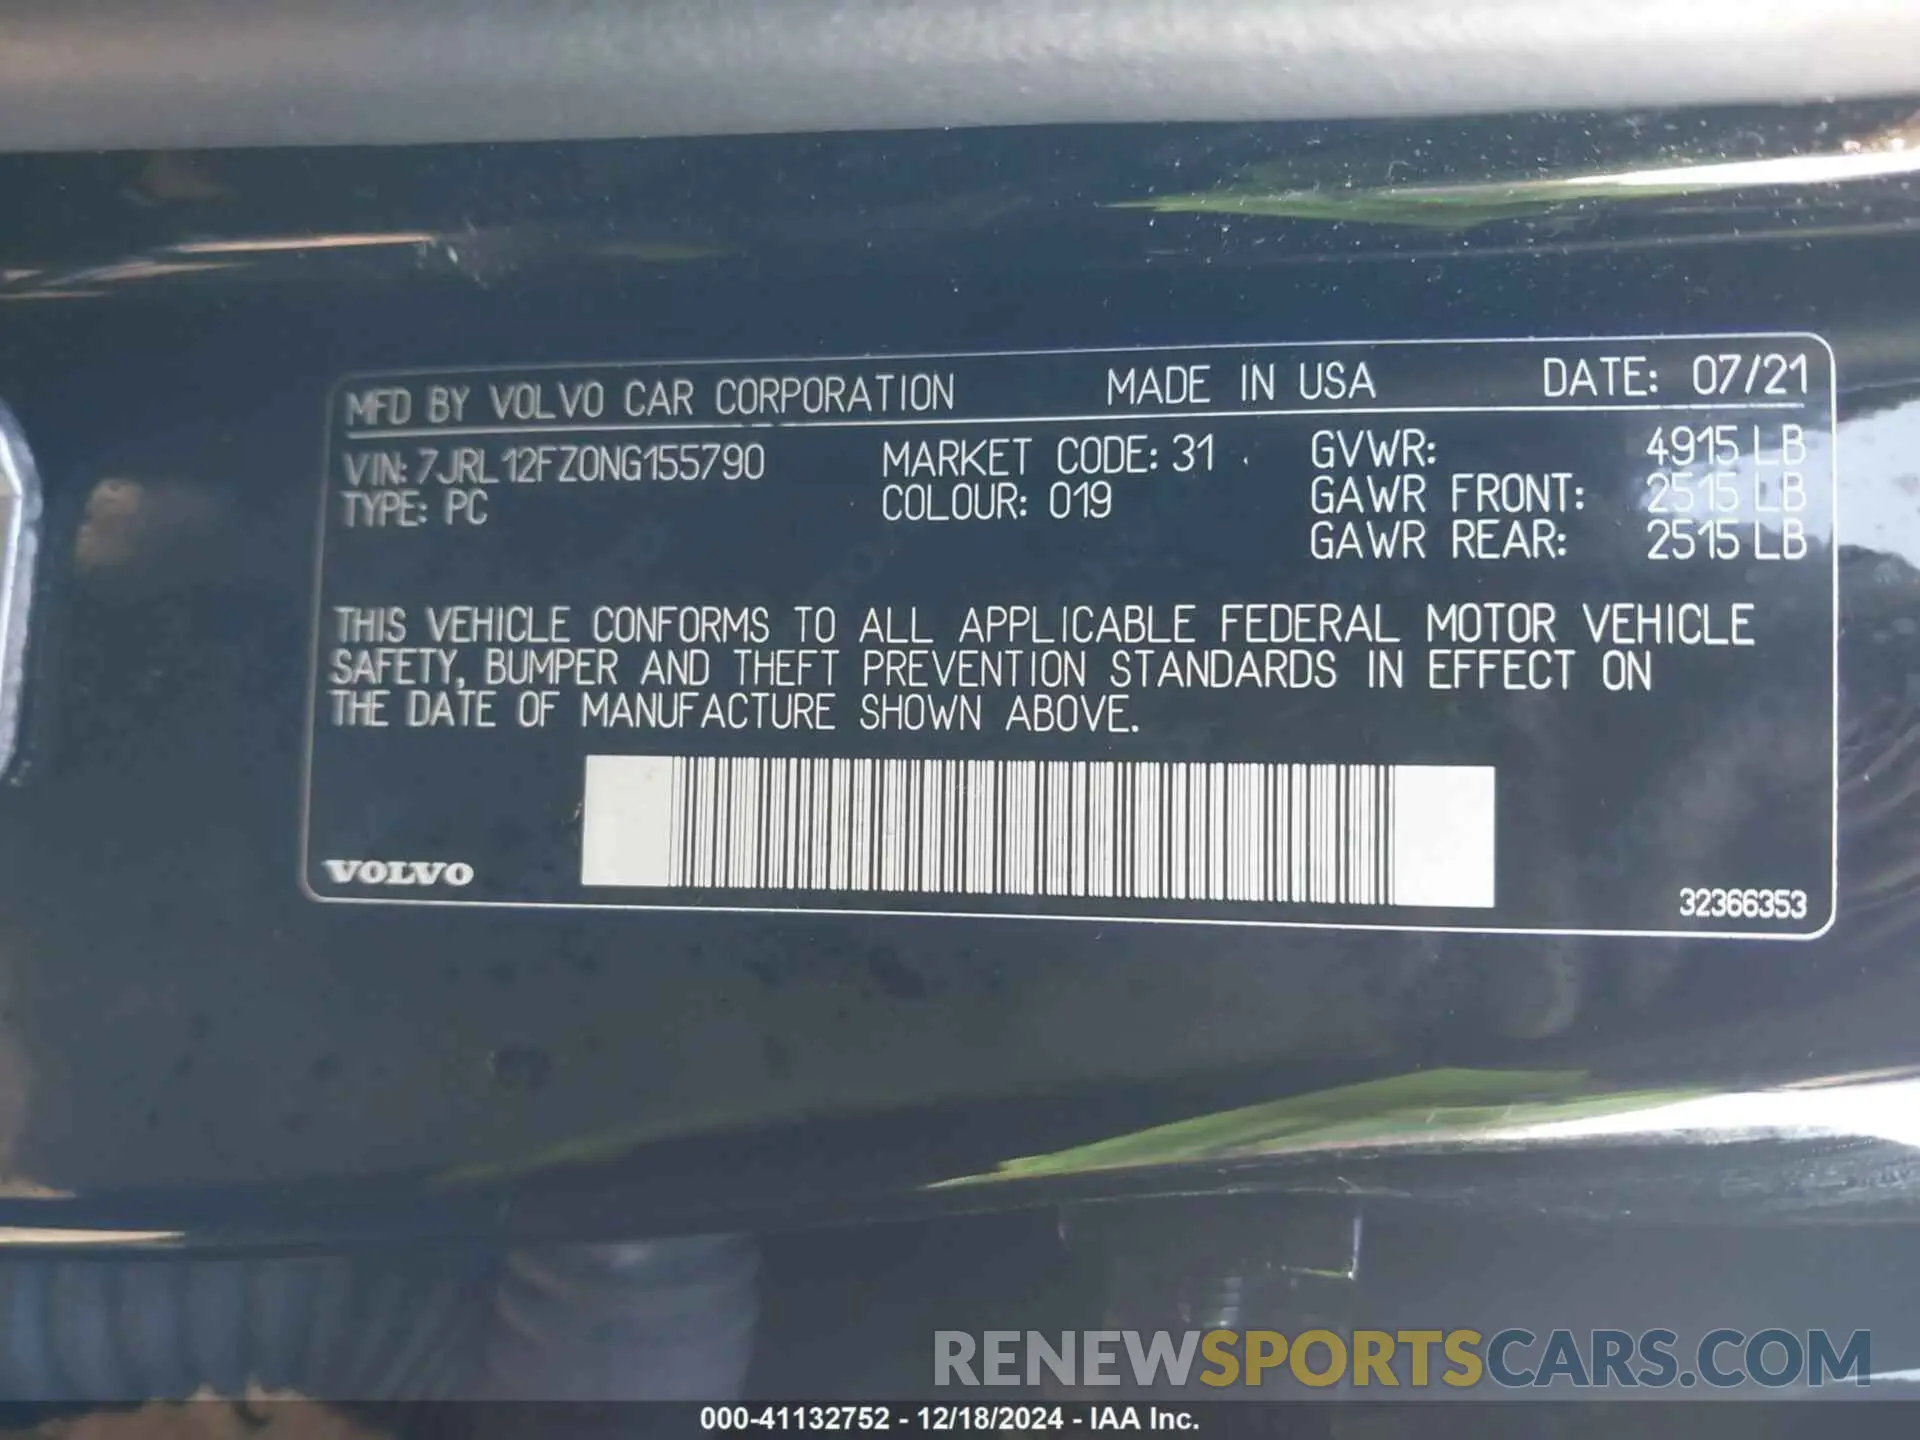 MFD BY VOLVO CAR CORPORATION MADE IN USA DATE: 07/21
VIN: 7JRL12FZ0NG155790 MARKET CODE: 31 GVWR: 4915 LB
TYPE: PC COLOUR: 019 GAWR FRONT: 2515 LB
GAWR REAR: 2515 LB
THIS VEHICLE CONFORMS TO ALL APPLICABLE FEDERAL MOTOR VEHICLE
SAFETY, BUMPER AND THEFT PREVENTION STANDARDS IN EFFECT ON
THE DATE OF MANUFACTURE SHOWN ABOVE.
VOLVO
32366353
RENEWSPORTSCARS.COM
000-41132752 - 12/18/2024 - IAA Inc.